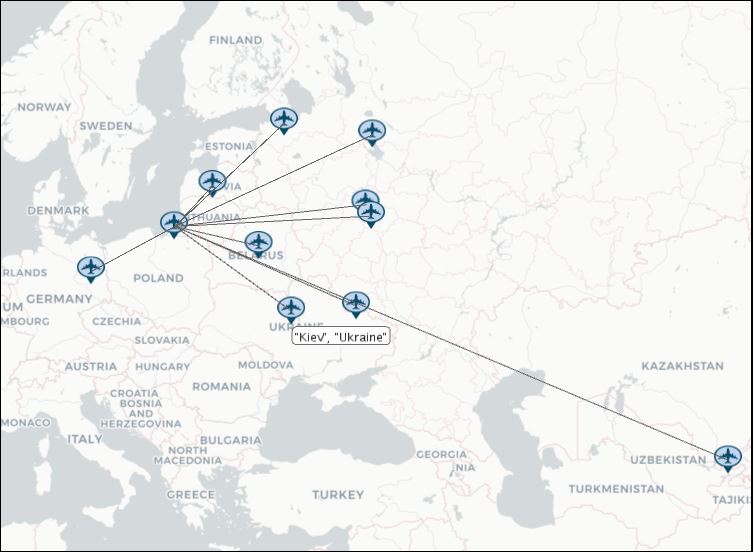 FINLAND
NORWAY
SWEDEN
ESTONIA
VIA
DENMARK
THUANIA
BELARUS
RLANDS
POLAND
GERMANY
UM
MBOURG
CZECHIA
UKRAINE
"Kiev", "Ukraine"
SLOVAKIA
AUSTRIA
HUNGARY
MOLDOVA
KAZAKHSTAN
ROMANIA
CROATIA
BOSNIA
AND
HERZEGOVINA
MONACO
ITALY
BULGARIA
NORTH
MACEDONIA
GEORGIA
NIA
UZBEKISTAN
TURKMENISTAN
GREECE
TURKEY
TAJIKI